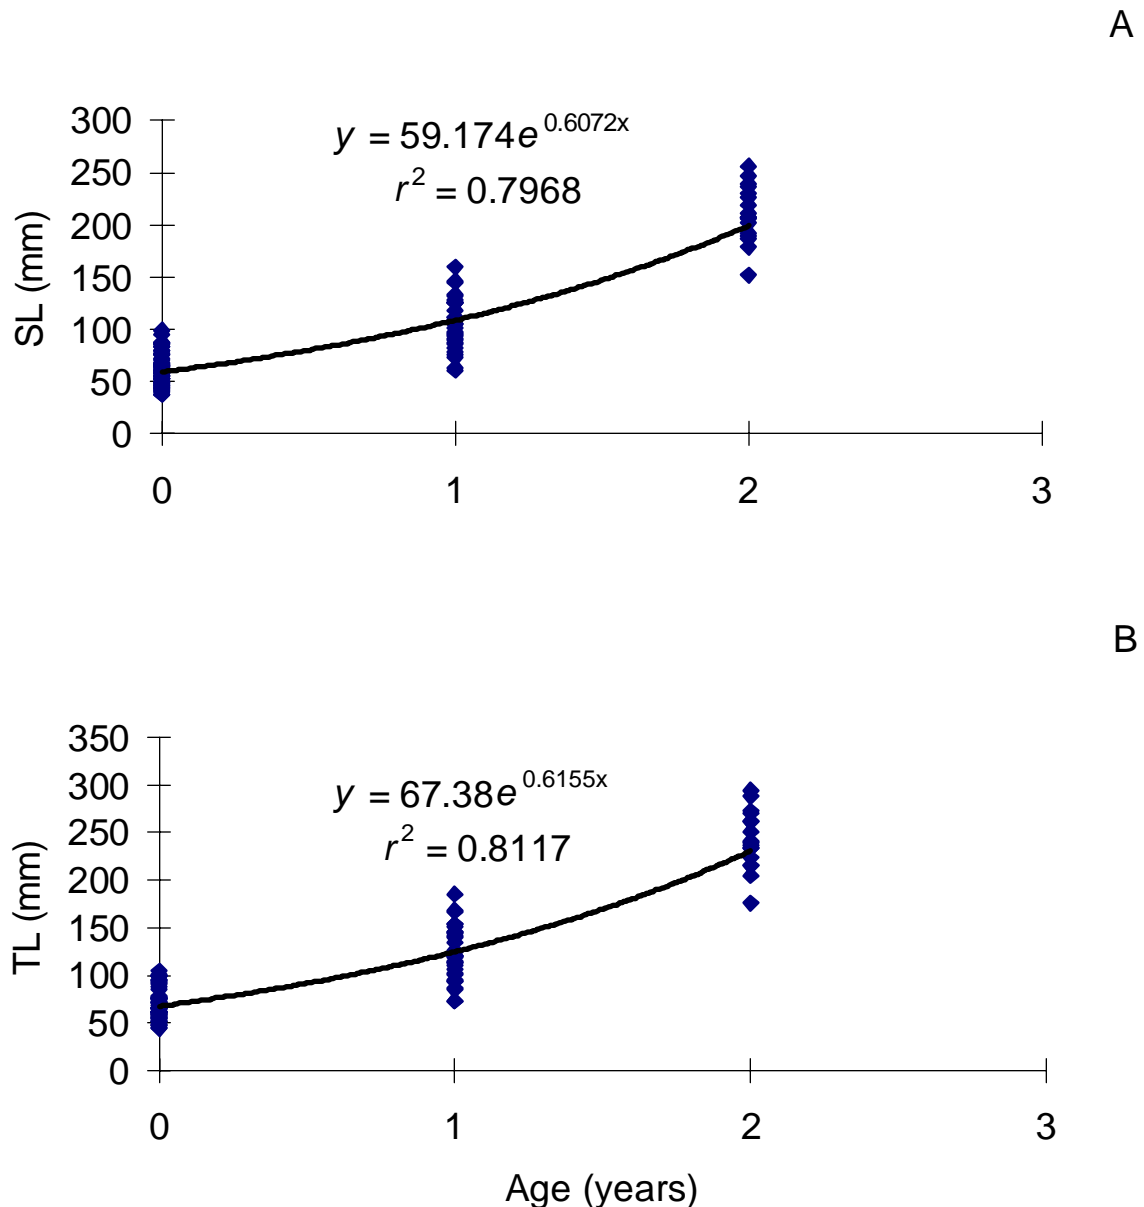 A
300
250
200
150
100
50
0
SL (mm)
y = 59.174e^0.6072x
r² = 0.7968
0 1 2 3
B
350
300
250
200
150
100
50
0
TL (mm)
y = 67.38e^0.6155x
r² = 0.8117
0 1 2 3
Age (years)